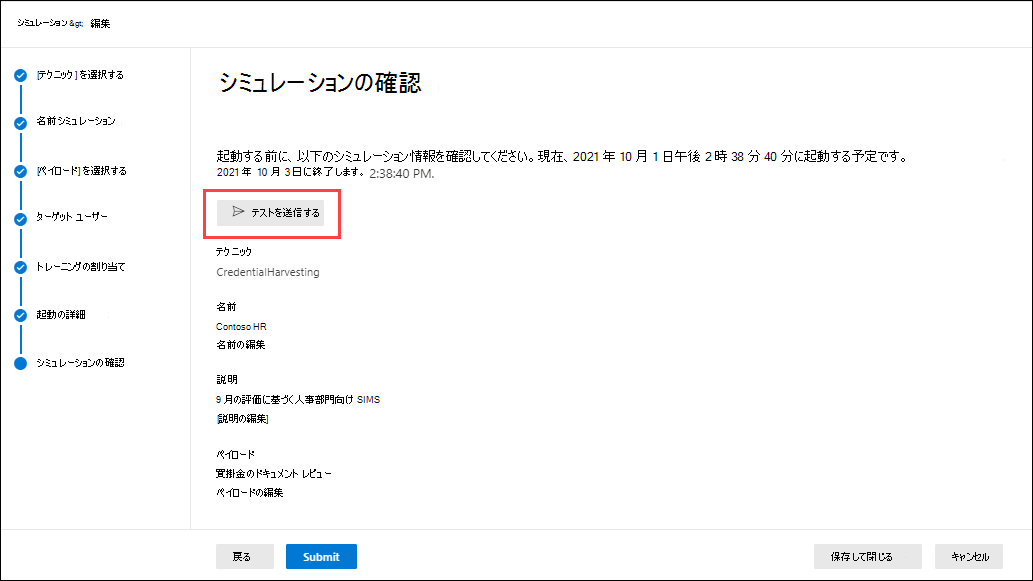 シミュレーション &gt; 編集
[テクニック] を選択する
名前シミュレーション
[ペイロード] を選択する
ターゲット ユーザー
トレーニングの割り当て
起動の詳細
シミュレーションの確認
シミュレーションの確認
起動する前に、以下のシミュレーション情報を確認してください。現在、2021 年 10 月 1 日午後 2 時 38 分 40 分に起動する予定です。
2021 年 10 月 3 日に終了します。 2:38:40 PM.
テストを送信する
テクニック
CredentialHarvesting
名前
Contoso HR
名前の編集
説明
9 月の評価に基づく人事部門向け SIMS
[説明の編集]
ペイロード
買掛金のドキュメント レビュー
ペイロードの編集
戻る
Submit
保存して閉じる
キャンセル